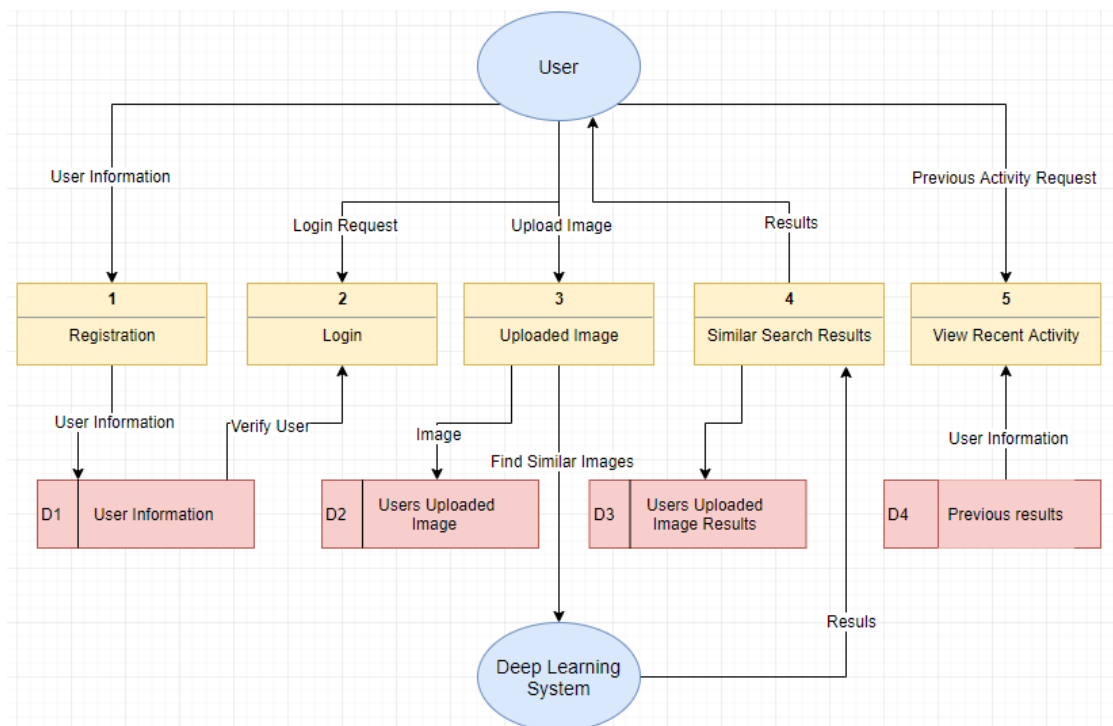 User
User Information
Previous Activity Request
Login Request
Upload Image
Results
1
Registration
2
Login
3
Uploaded Image
4
Similar Search Results
5
View Recent Activity
User Information
Verify User
Image
Find Similar Images
User Information
D1
User Information
D2
Users Uploaded
Image
D3
Users Uploaded
Image Results
D4
Previous results
Resuls
Deep Learning
System